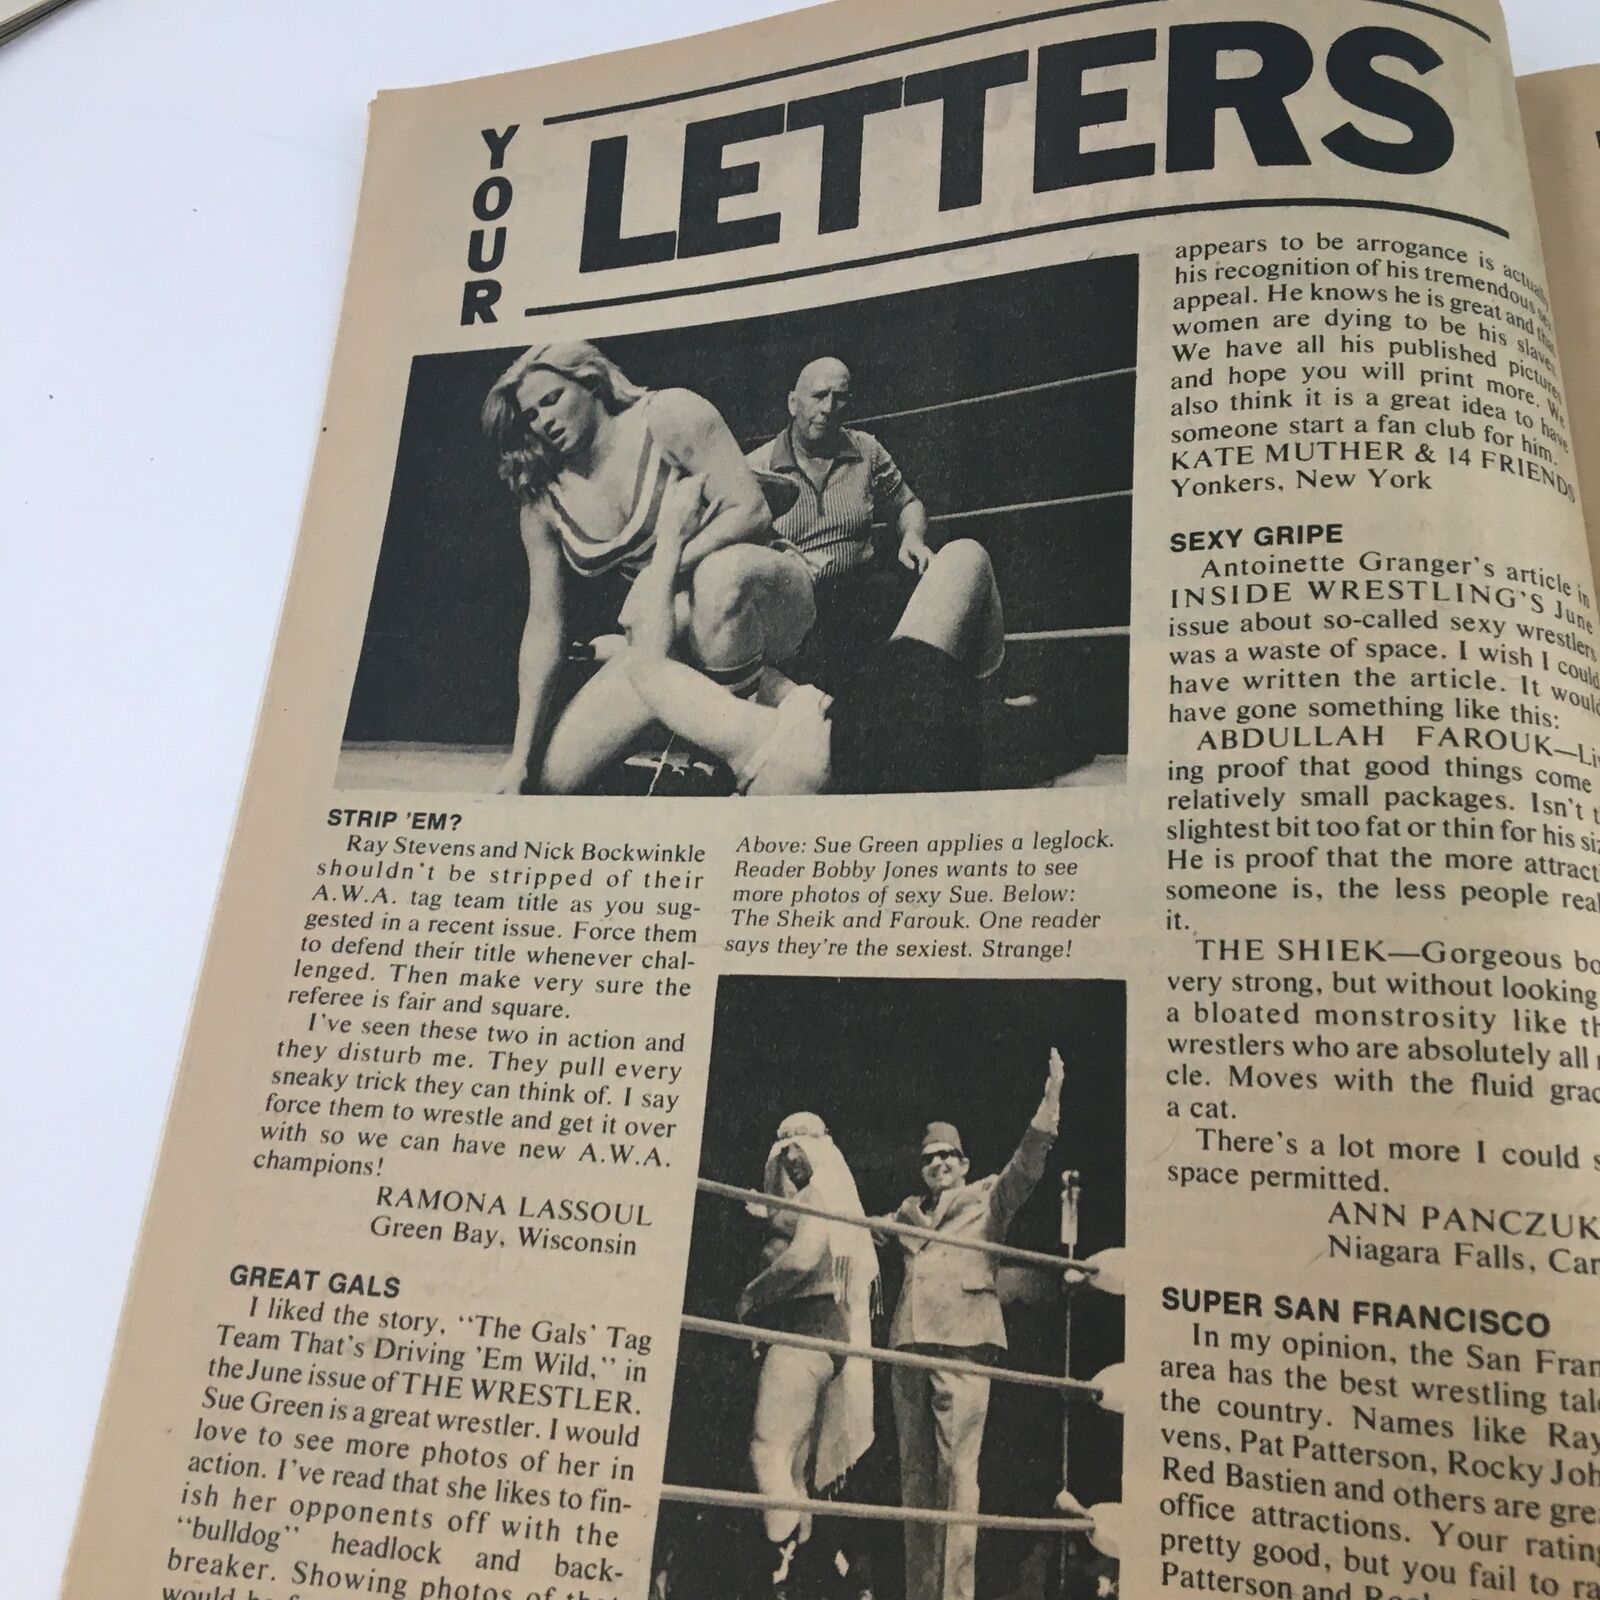 YOUR
LETTERS
STRIP 'EM?
Ray Stevens and Nick Bockwinkle
shouldn't be stripped of their
A.W.A. tag team title as you sug-
gested in a recent issue. Force them
to defend their title whenever chal-
lenged. Then make very sure the
referee is fair and square.
I've seen these two in action and
they disturb me. They pull every
sneaky trick they can think of. I say
force them to wrestle and get it over
with so we can have new A.W.A.
champions!
RAMONA LASSOUL
Green Bay, Wisconsin
GREAT GALS
I liked the story, "The Gals' Tag
Team That's Driving 'Em Wild," in
the June issue of THE WRESTLER.
Sue Green is a great wrestler. I would
love to see more photos of her in
action. I've read that she likes to fin-
ish her opponents off with the
"bulldog" headlock and back-
breaker. Showing photos of
would be
Above: Sue Green applies a leglock.
Reader Bobby Jones wants to see
more photos of sexy Sue. Below:
The Sheik and Farouk. One reader
says they're the sexiest. Strange!
appears to be arrogance is actually
his recognition of his tremendous
appeal. He knows he is great and that
women are dying to be his
We have all his published
and hope you will print more. We
also think it is a great idea to have
someone start a fan club for him.
KATE MUTHER & 14 FRIENDS
Yonkers, New York
SEXY GRIPE
Antoinette Granger's article in
INSIDE WRESTLING'S June
issue about so-called sexy wrestlers
was a waste of space. I wish I could
have written the article. It would
have gone something like this:
ABDULLAH FAROUK—Liv
ing proof that good things come
relatively small packages. Isn't
slightest bit too fat or thin for his
He is proof that the more
someone is, the less people
it.
THE SHIEK—Gorgeous
very strong, but without looking
a bloated monstrosity like
wrestlers who are absolutely all
cle. Moves with the fluid
a cat.
There's a lot more I could
space permitted.
ANN PANCZUK
Niagara Falls,
SUPER SAN FRANCISCO
In my opinion, the San
area has the best wrestling
the country. Names like Ray
vens, Pat Patterson, Rocky
Red Bastien and others are
office attractions. Your
pretty good, but you fail to
Patterson and